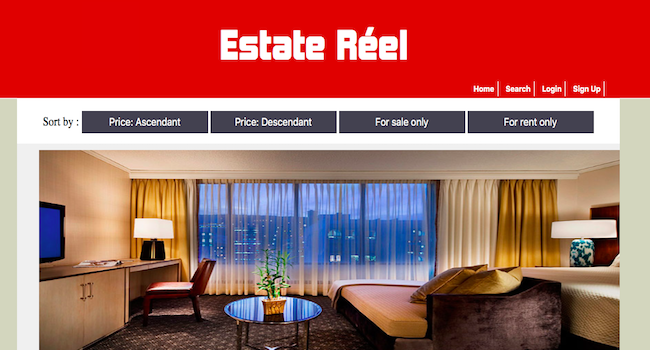 Estate Réel
Home Search Login Sign Up
Sort by : Price: Ascendant Price: Descendant For sale only For rent only